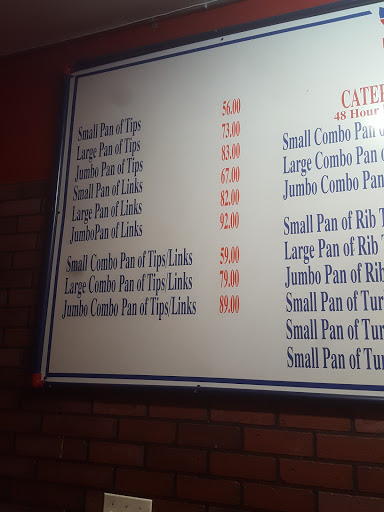 Small Pan of Tips 56.00
Large Pan of Tips 73.00
Jumbo Pan of Tips 83.00
Small Pan of Links 67.00
Large Pan of Links 82.00
JumboPan of Links 92.00
Small Combo Pan of Tips/Links 59.00
Large Combo Pan of Tips/Links 79.00
Jumbo Combo Pan of Tips/Links 89.00
CATER
48 Hour
Small Combo Pan of
Large Combo Pan o
Jumbo Combo Pan
Small Pan of Rib T
Large Pan of Rib T
Jumbo Pan of Rib
Small Pan of Tur
Small Pan of Tur
Small Pan of Tur